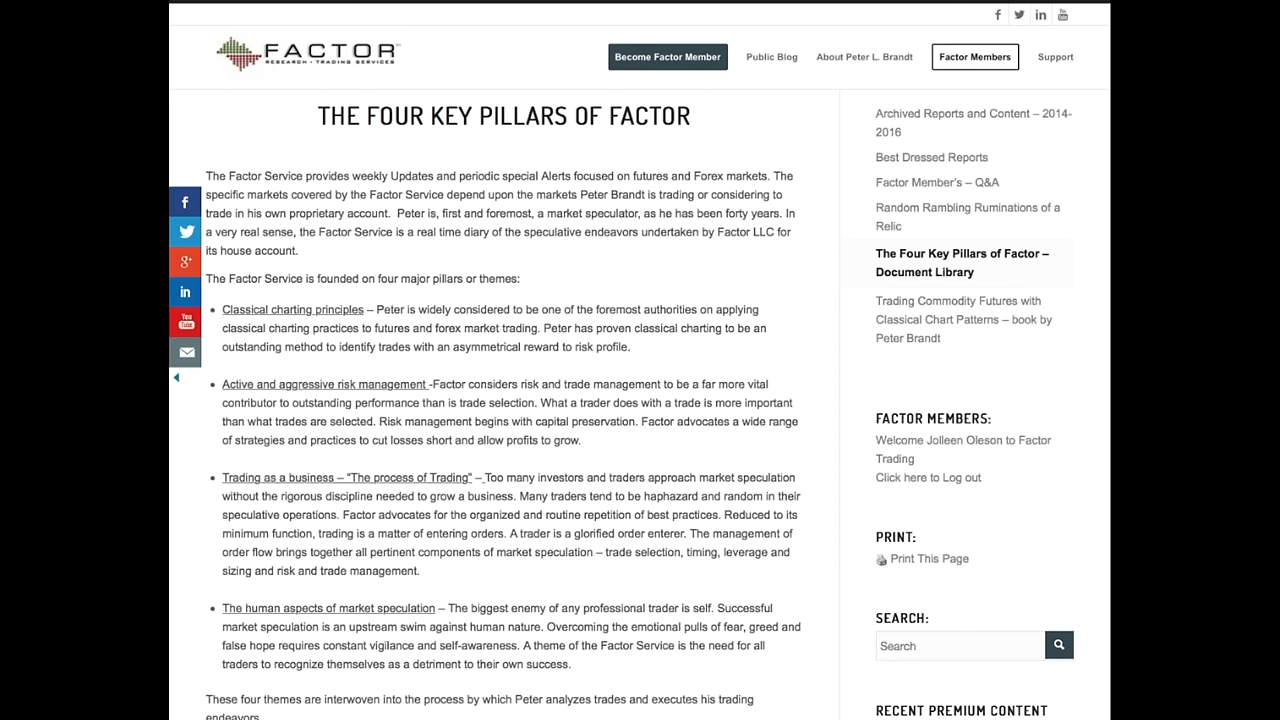 FACTOR
RESEARCH • TRADING SERVICES
Become Factor Member
Public Blog
About Peter L. Brandt
Factor Members
Support
THE FOUR KEY PILLARS OF FACTOR
The Factor Service provides weekly Updates and periodic special Alerts focused on futures and Forex markets. The
specific markets covered by the Factor Service depend upon the markets Peter Brandt is trading or considering to
trade in his own proprietary account.  Peter is, first and foremost, a market speculator, as he has been forty years. In
a very real sense, the Factor Service is a real time diary of the speculative endeavors undertaken by Factor LLC for
its house account.
The Factor Service is founded on four major pillars or themes:
• Classical charting principles – Peter is widely considered to be one of the foremost authorities on applying
classical charting practices to futures and forex market trading. Peter has proven classical charting to be an
outstanding method to identify trades with an asymmetrical reward to risk profile.
• Active and aggressive risk management -Factor considers risk and trade management to be a far more vital
contributor to outstanding performance than is trade selection. What a trader does with a trade is more important
than what trades are selected. Risk management begins with capital preservation. Factor advocates a wide range
of strategies and practices to cut losses short and allow profits to grow.
• Trading as a business – "The process of Trading" – Too many investors and traders approach market speculation
without the rigorous discipline needed to grow a business. Many traders tend to be haphazard and random in their
speculative operations. Factor advocates for the organized and routine repetition of best practices. Reduced to its
minimum function, trading is a matter of entering orders. A trader is a glorified order enterer. The management of
order flow brings together all pertinent components of market speculation – trade selection, timing, leverage and
sizing and risk and trade management.
• The human aspects of market speculation – The biggest enemy of any professional trader is self. Successful
market speculation is an upstream swim against human nature. Overcoming the emotional pulls of fear, greed and
false hope requires constant vigilance and self-awareness. A theme of the Factor Service is the need for all
traders to recognize themselves as a detriment to their own success.
These four themes are interwoven into the process by which Peter analyzes trades and executes his trading
endeavors.
Archived Reports and Content – 2014-
2016
Best Dressed Reports
Factor Member's – Q&A
Random Rambling Ruminations of a
Relic
The Four Key Pillars of Factor –
Document Library
Trading Commodity Futures with
Classical Chart Patterns – book by
Peter Brandt
FACTOR MEMBERS:
Welcome Jolleen Oleson to Factor
Trading
Click here to Log out
PRINT:
Print This Page
SEARCH:
Search
RECENT PREMIUM CONTENT